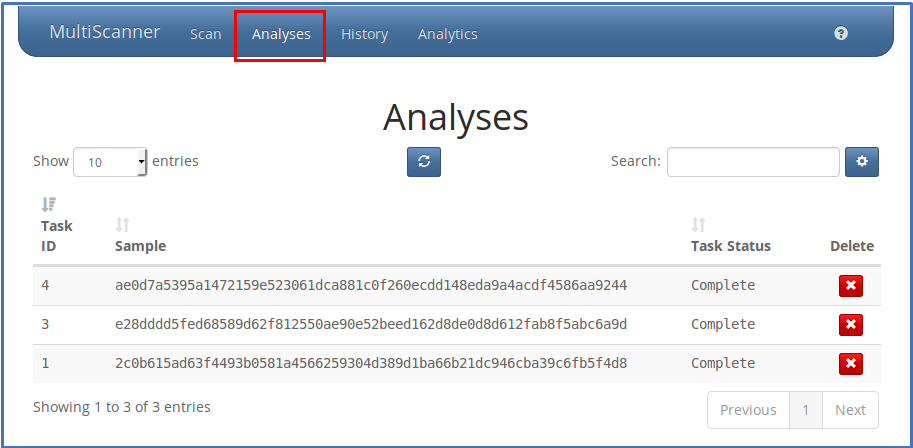 MultiScanner Scan Analyses History Analytics
Analyses
Show 10 entries Search:
Task ID Sample Task Status Delete
4 ae0d7a5395a1472159e523061dca881c0f260ecdd148eda9a4acdf4586aa9244 Complete
3 e28dddd5fed68589d62f812550ae90e52beed162d8de0d8d612fab8f5abc6a9d Complete
1 2c0b615ad63f4493b0581a4566259304d389d1ba66b21dc946cba39c6fb5f4d8 Complete
Showing 1 to 3 of 3 entries Previous 1 Next